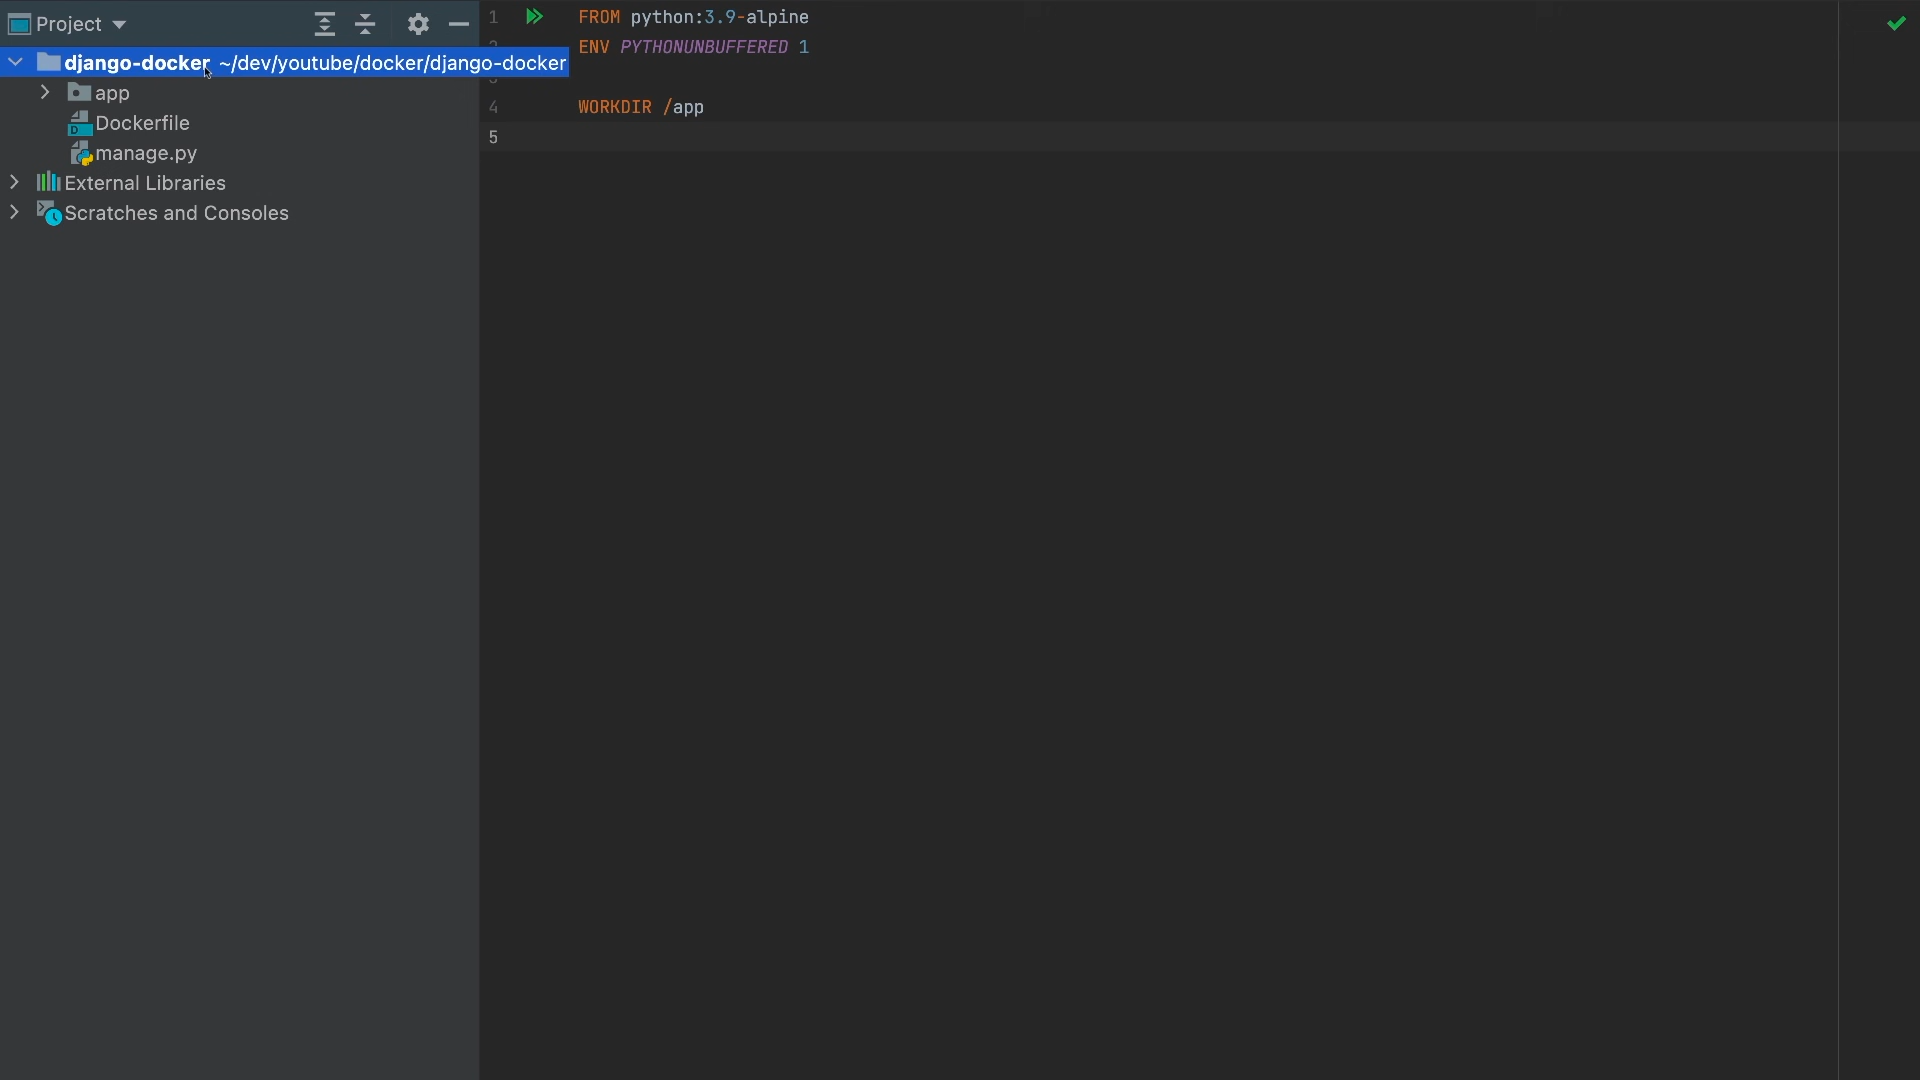 Project
django-docker ~/dev/youtube/docker/django-docker
app
Dockerfile
manage.py
External Libraries
Scratches and Consoles
1 FROM python:3.9-alpine
2 ENV PYTHONUNBUFFERED 1
3
4 WORKDIR /app
5